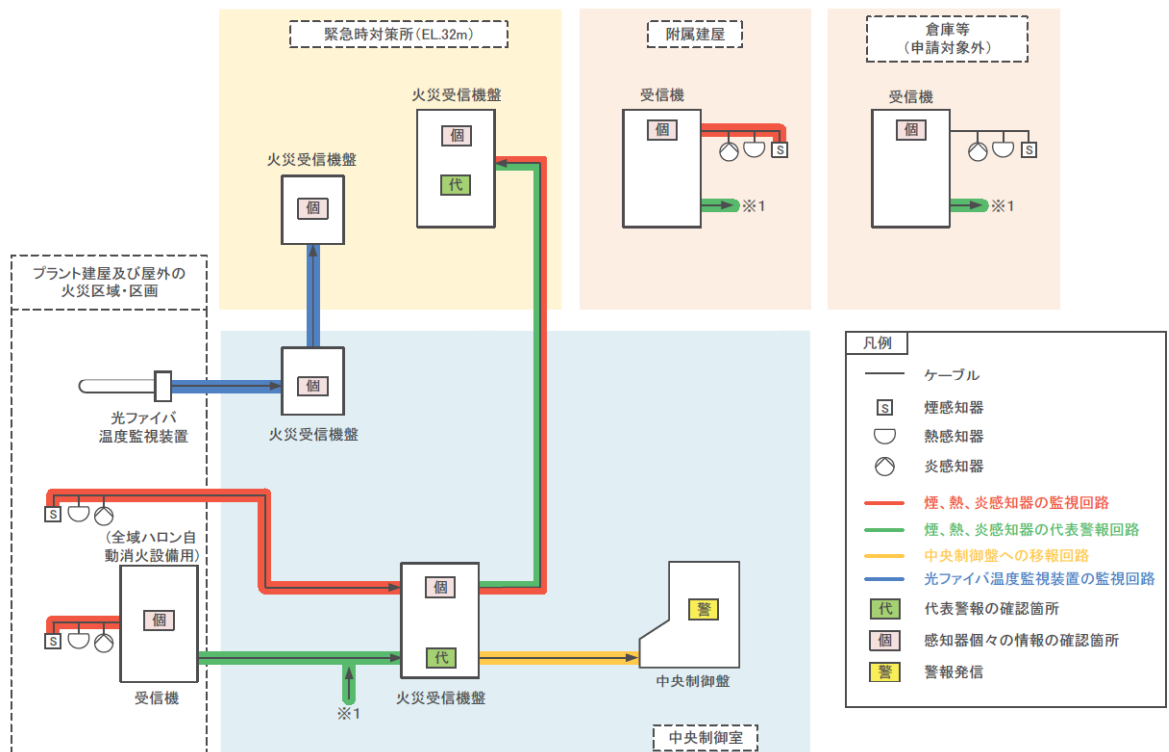 緊急時対策所(EL.32m)
附属建屋
倉庫等
(申請対象外)
火災受信機盤
個
代
受信機
個
S
※1
受信機
個
S
※1
火災受信機盤
個
プラント建屋及び屋外の
火災区域・区画
光ファイバ
温度監視装置
個
火災受信機盤
S
(全域ハロン自
動消火設備用)
個
S
受信機
個
代
火災受信機盤
※1
警
中央制御盤
中央制御室
凡例
ケーブル
S
煙感知器
熱感知器
炎感知器
煙、熱、炎感知器の監視回路
煙、熱、炎感知器の代表警報回路
中央制御盤への移報回路
光ファイバ温度監視装置の監視回路
代
代表警報の確認箇所
個
感知器個々の情報の確認箇所
警
警報発信